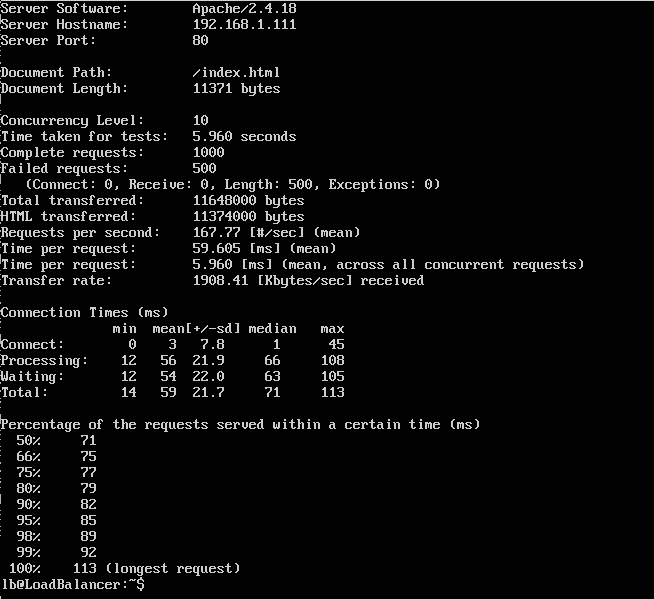 Server Software:        Apache/2.4.18
Server Hostname:        192.168.1.111
Server Port:            80
Document Path:          /index.html
Document Length:        11371 bytes
Concurrency Level:      10
Time taken for tests:   5.960 seconds
Complete requests:      1000
Failed requests:        500
   (Connect: 0, Receive: 0, Length: 500, Exceptions: 0)
Total transferred:      11648000 bytes
HTML transferred:       11374000 bytes
Requests per second:    167.77 [#/sec] (mean)
Time per request:       59.605 [ms] (mean)
Time per request:       5.960 [ms] (mean, across all concurrent requests)
Transfer rate:          1908.41 [Kbytes/sec] received
Connection Times (ms)
              min  mean[+/-sd] median   max
Connect:        0    3   7.8      1      45
Processing:    12   56  21.9     66     108
Waiting:       12   54  22.0     63     105
Total:         14   59  21.7     71     113
Percentage of the requests served within a certain time (ms)
  50%     71
  66%     75
  75%     77
  80%     79
  90%     82
  95%     85
  98%     89
  99%     92
 100%    113 (longest request)
lb@LoadBalancer:~$